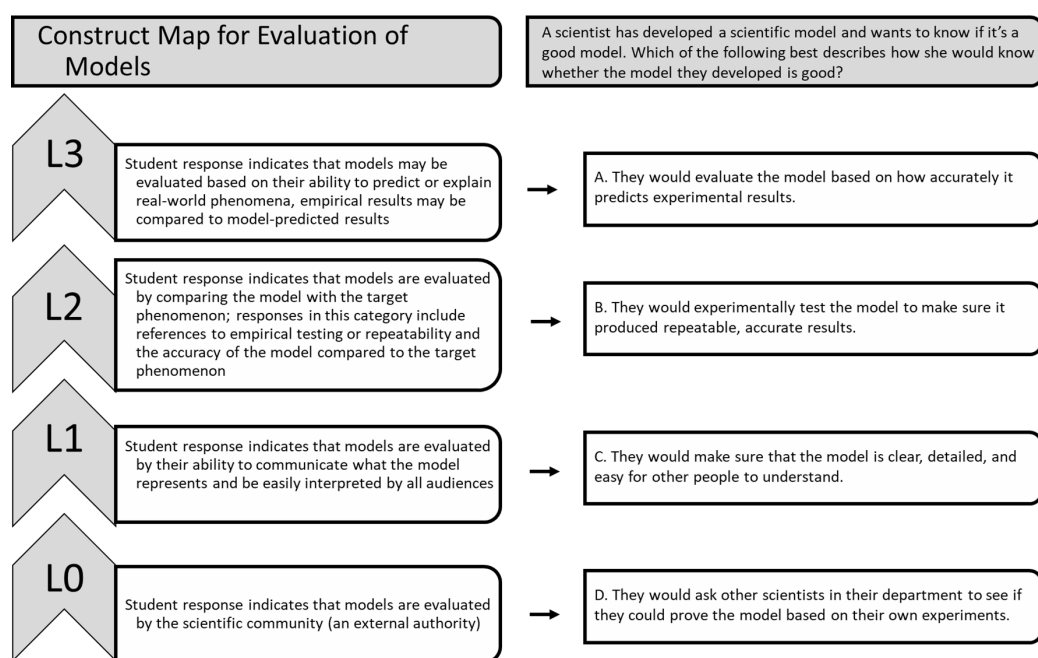 Construct Map for Evaluation of
Models
A scientist has developed a scientific model and wants to know if it's a
good model. Which of the following best describes how she would know
whether the model they developed is good?
L3
Student response indicates that models may be
evaluated based on their ability to predict or explain
real-world phenomena, empirical results may be
compared to model-predicted results
A. They would evaluate the model based on how accurately it
predicts experimental results.
L2
Student response indicates that models are evaluated
by comparing the model with the target
phenomenon; responses in this category include
references to empirical testing or repeatability and
the accuracy of the model compared to the target
phenomenon
B. They would experimentally test the model to make sure it
produced repeatable, accurate results.
L1
Student response indicates that models are evaluated
by their ability to communicate what the model
represents and be easily interpreted by all audiences
C. They would make sure that the model is clear, detailed, and
easy for other people to understand.
L0
Student response indicates that models are evaluated
by the scientific community (an external authority)
D. They would ask other scientists in their department to see if
they could prove the model based on their own experiments.